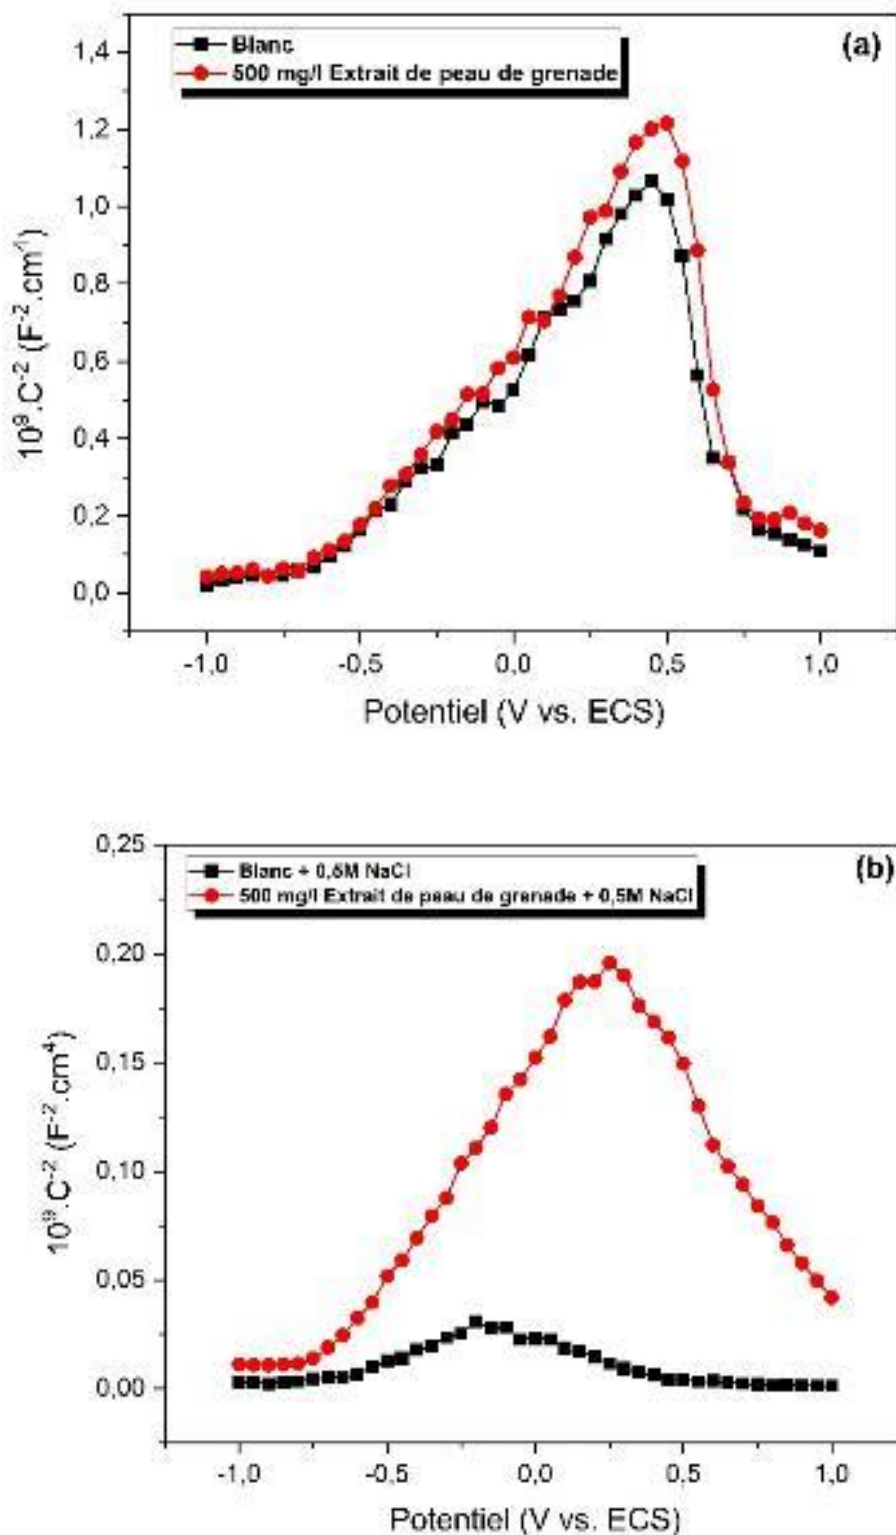 (a)
Blanc
500 mg/l Extrait de peau de grenade
1,4
1,2
1,0
0,8
0,6
0,4
0,2
0,0
10⁹.C⁻² (F⁻².cm⁴)
-1,0 -0,5 0,0 0,5 1,0
Potentiel (V vs. ECS)
(b)
Blanc + 0,5M NaCl
500 mg/l Extrait de peau de grenade + 0,5M NaCl
0,25
0,20
0,15
0,10
0,05
0,00
10⁹.C⁻² (F⁻².cm⁴)
-1,0 -0,5 0,0 0,5 1,0
Potentiel (V vs. ECS)